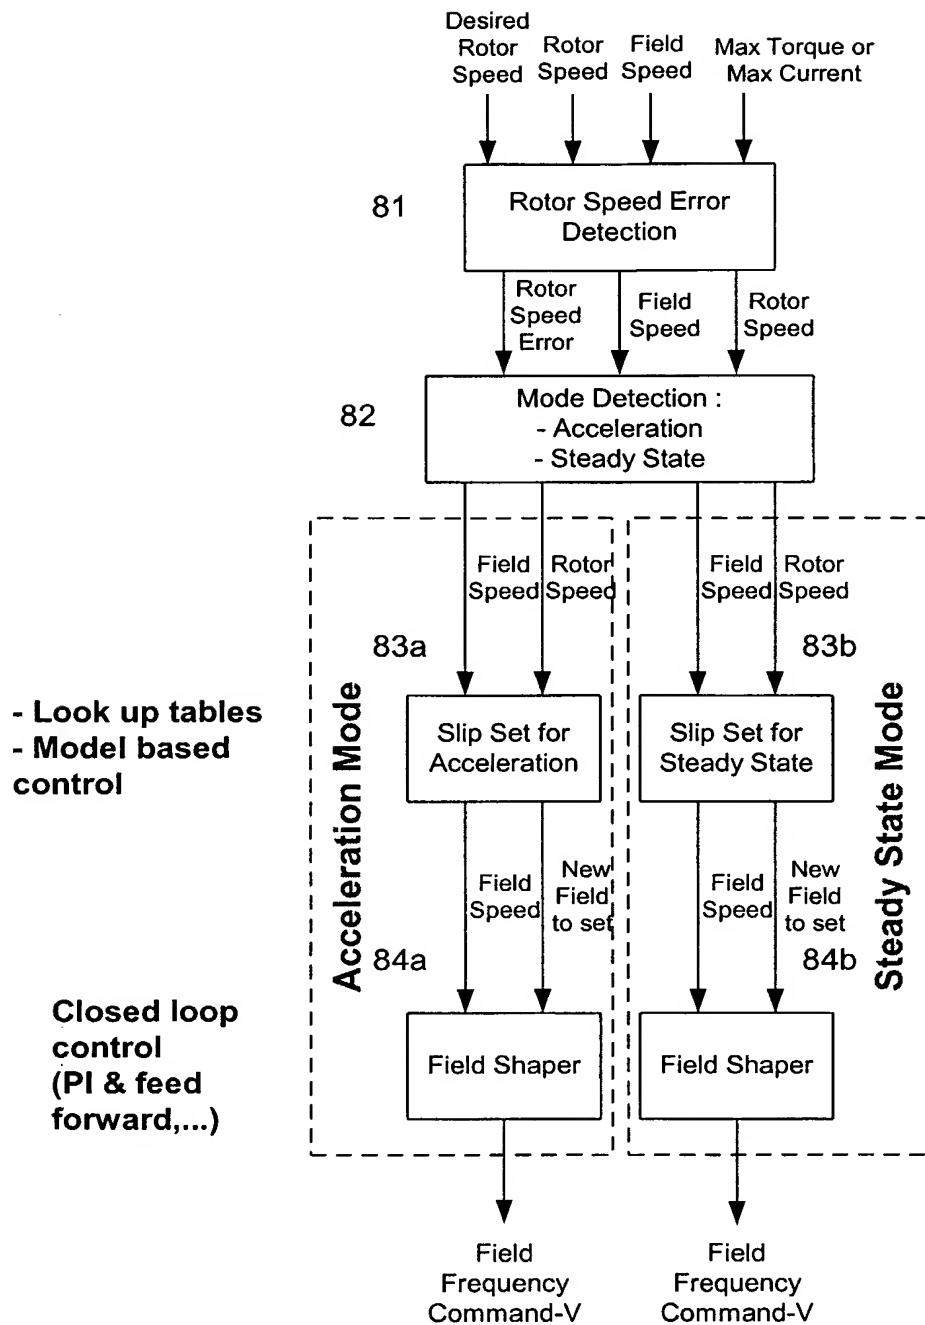 Desired
Rotor
Speed
Rotor
Speed
Field
Speed
Max Torque or
Max Current
81
Rotor Speed Error
Detection
Rotor
Speed
Error
Field
Speed
Rotor
Speed
82
Mode Detection :
- Acceleration
- Steady State
Field
Speed
Rotor
Speed
Field
Speed
Rotor
Speed
83a
83b
- Look up tables
- Model based
control
Acceleration Mode
Slip Set for
Acceleration
Slip Set for
Steady State
Steady State Mode
Field
Speed
New
Field
to set
Field
Speed
New
Field
to set
84a
84b
Closed loop
control
(PI & feed
forward,...)
Field Shaper
Field Shaper
Field
Frequency
Command-V
Field
Frequency
Command-V